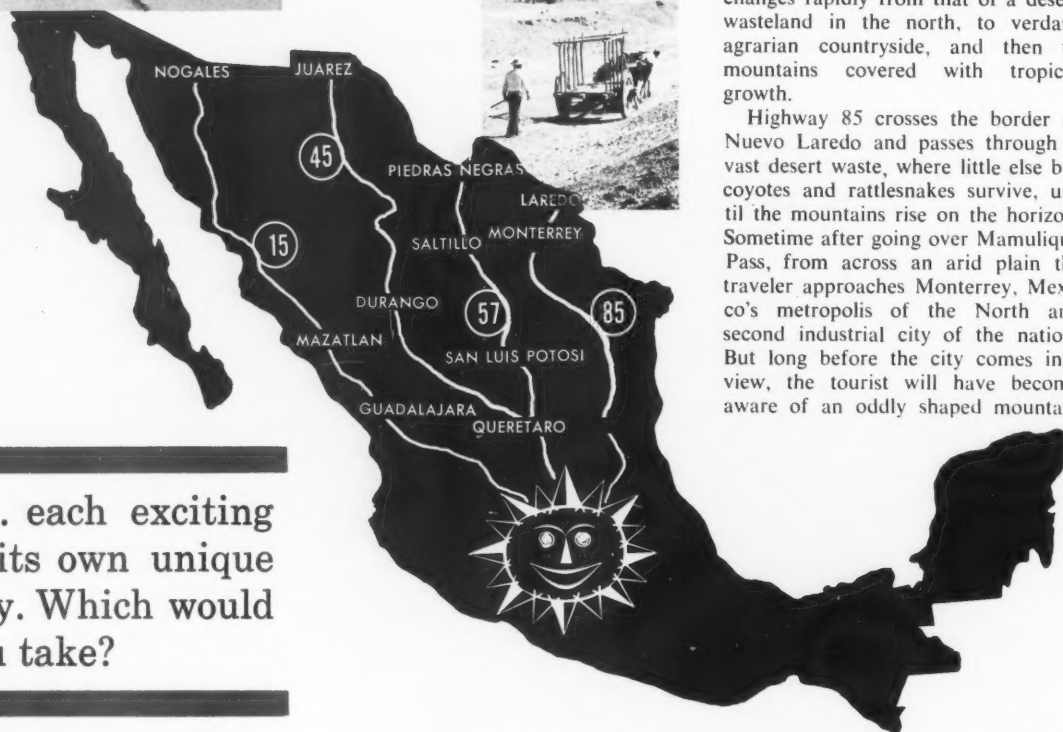 NOGALES
JUAREZ
45
PIEDRAS NEGRAS
LAREDO
15
SALTILLO
MONTERREY
DURANGO
57
85
MAZATLAN
SAN LUIS POTOSI
GUADALAJARA
QUERETARO
. each exciting
its own unique
y. Which would
u take?
changes rapidly from that of a dese
wasteland in the north, to verda
agrarian countryside, and then
mountains covered with tropic
growth.
Highway 85 crosses the border
Nuevo Laredo and passes through
vast desert waste, where little else b
coyotes and rattlesnakes survive, u
til the mountains rise on the horizo
Sometime after going over Mamuliqu
Pass, from across an arid plain th
traveler approaches Monterrey, Mex
co's metropolis of the North an
second industrial city of the natio
But long before the city comes in
view, the tourist will have becom
aware of an oddly shaped mounta